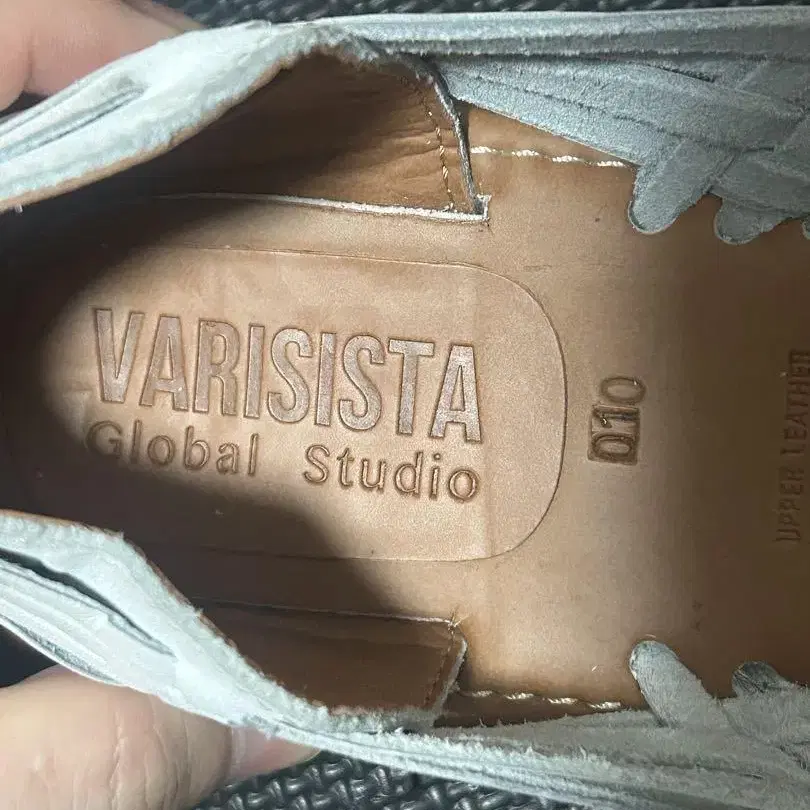 VARISISTA
Global Studio
010
UPPER LEATHER